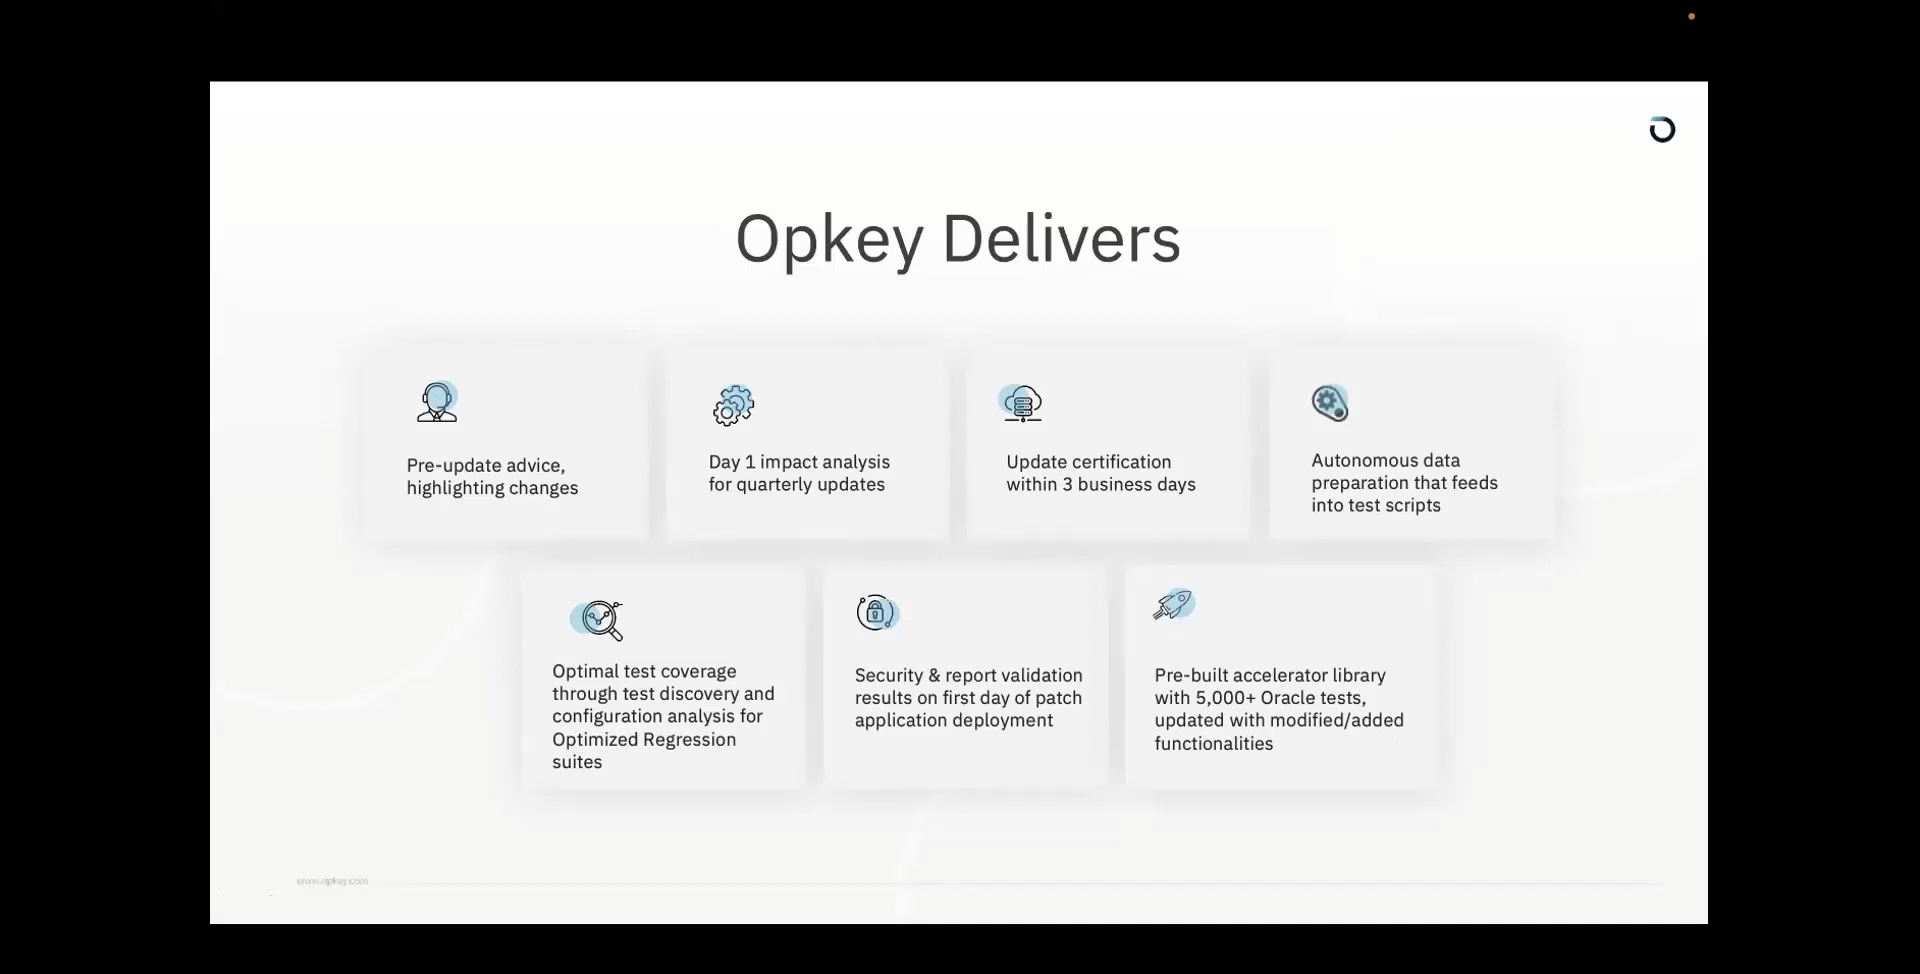 Opkey Delivers
Pre-update advice,
highlighting changes
Day 1 impact analysis
for quarterly updates
Update certification
within 3 business days
Autonomous data
preparation that feeds
into test scripts
Optimal test coverage
through test discovery and
configuration analysis for
Optimized Regression
suites
Security & report validation
results on first day of patch
application deployment
Pre-built accelerator library
with 5,000+ Oracle tests,
updated with modified/added
functionalities
www.opkey.com